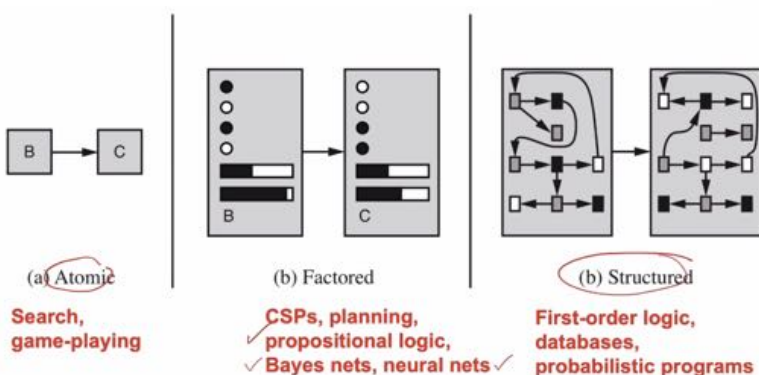 B
C
B
C
(a) Atomic
(b) Factored
(b) Structured
Search,
game-playing
CSPs, planning,
propositional logic,
Bayes nets, neural nets
First-order logic,
databases,
probabilistic programs